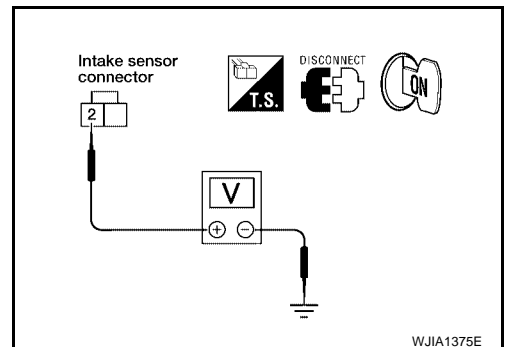 Intake sensor
connector
DISCONNECT
T.S.
ON
2
V
+ −
WJIA1375E